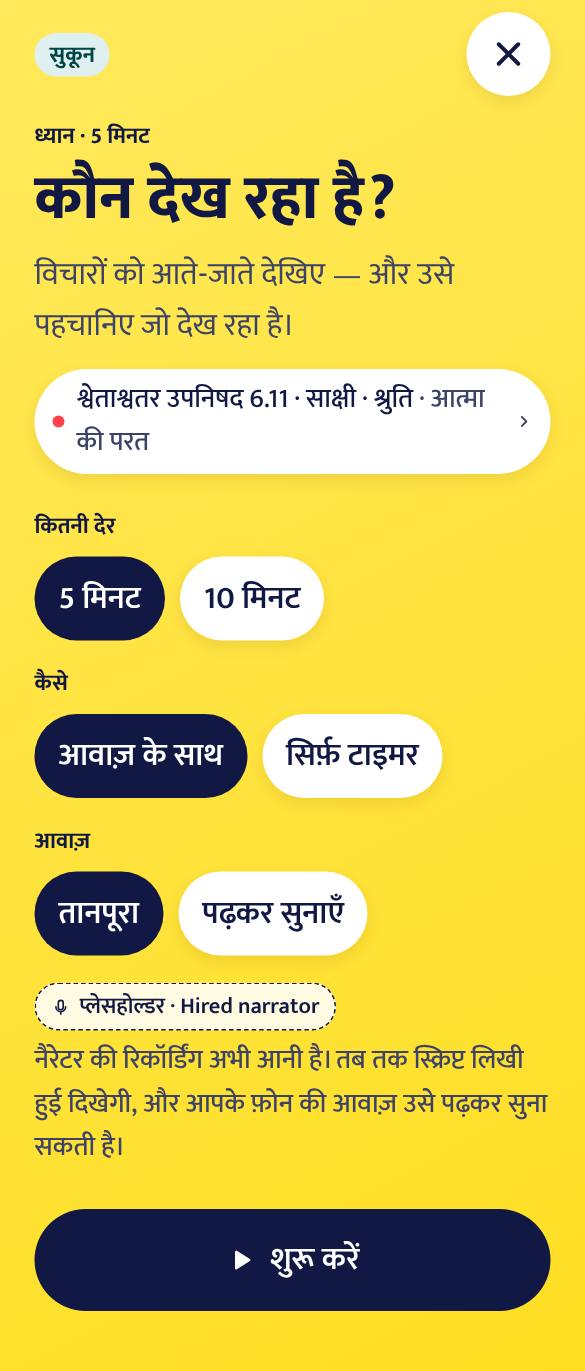 सुकून
ध्यान · 5 मिनट
कौन देख रहा है?
विचारों को आते-जाते देखिए — और उसे
पहचानिए जो देख रहा है।
श्वेताश्वतर उपनिषद 6.11 · साक्षी · श्रुति · आत्मा
की परत
कितनी देर
5 मिनट
10 मिनट
कैसे
आवाज़ के साथ
सिर्फ़ टाइमर
आवाज़
तानपूरा
पढ़कर सुनाएँ
प्लेसहोल्डर · Hired narrator
नैरेटर की रिकॉर्डिंग अभी आनी है। तब तक स्क्रिप्ट लिखी
हुई दिखेगी, और आपके फ़ोन की आवाज़ उसे पढ़कर सुना
सकती है।
शुरू करें